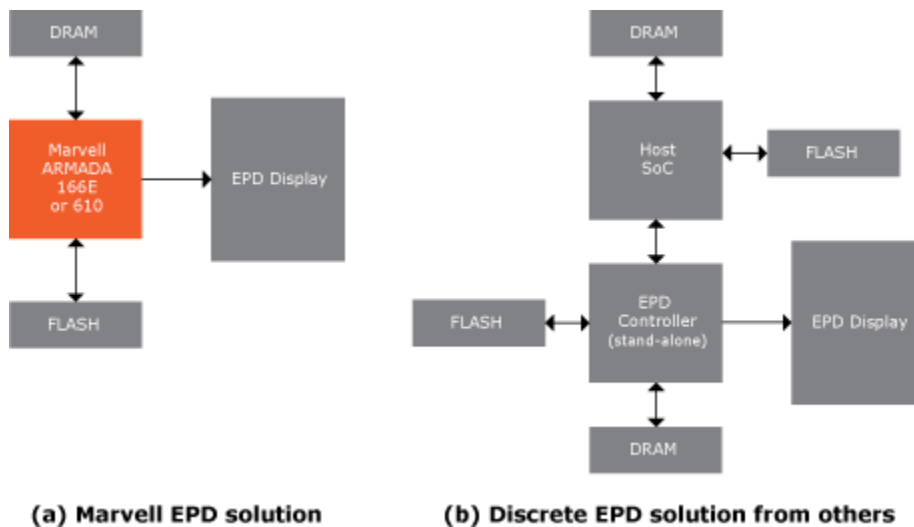 DRAM
Marvell
ARMADA
166E
or 610
EPD Display
FLASH
(a) Marvell EPD solution
DRAM
Host
SoC
FLASH
FLASH
EPD
Controller
(stand-alone)
EPD Display
DRAM
(b) Discrete EPD solution from others